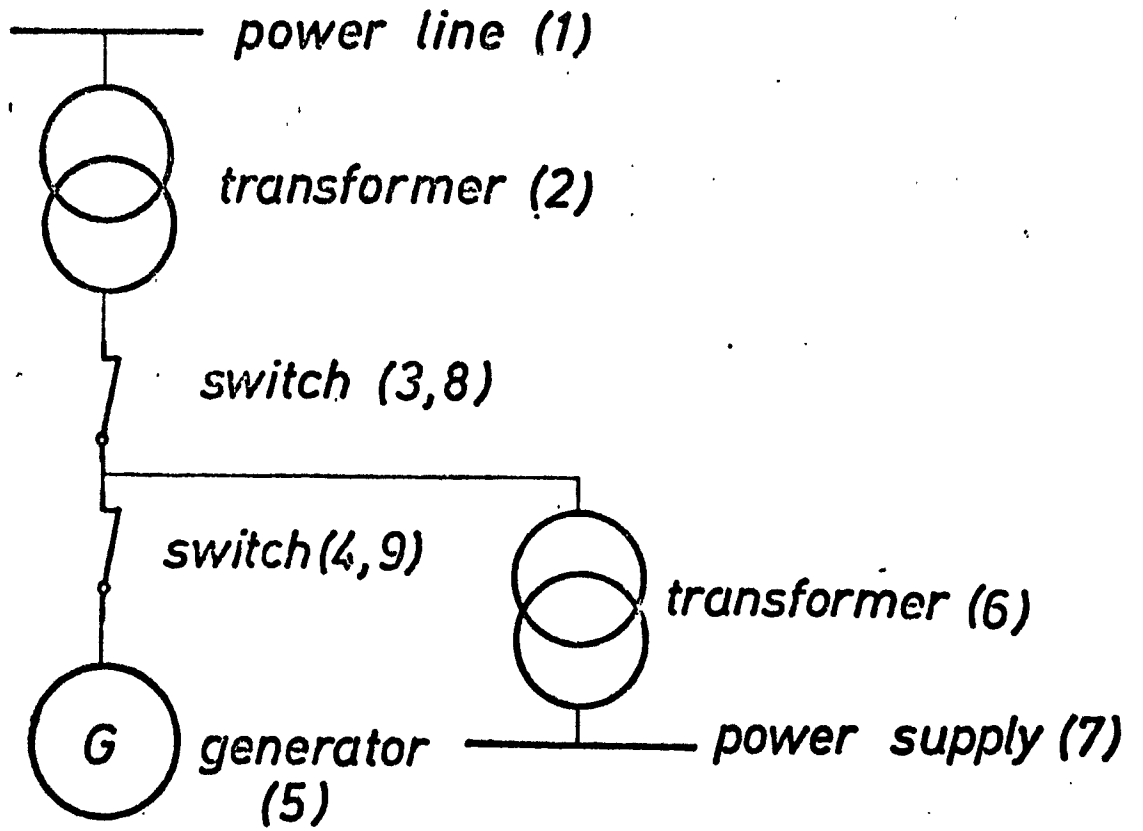 power line (1)
transformer (2)
switch (3,8)
switch (4,9)
transformer (6)
G
generator
(5)
power supply (7)